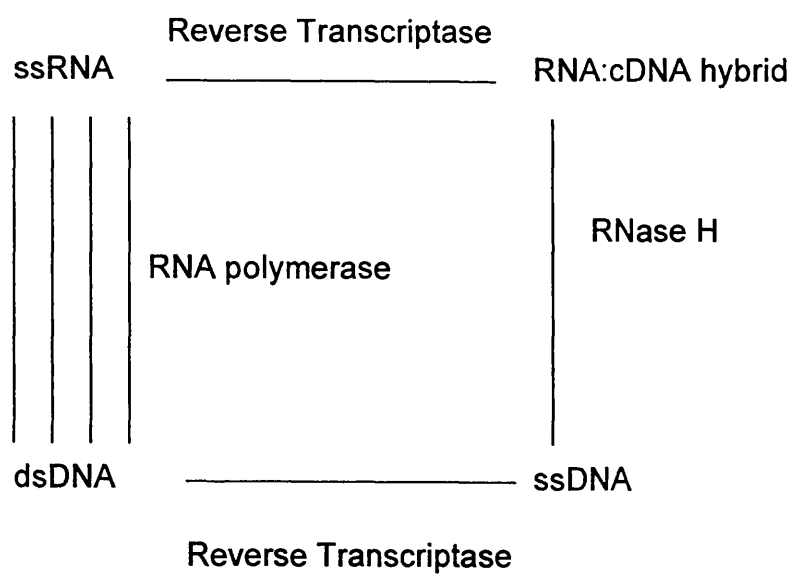 Reverse Transcriptase
ssRNA
RNA:cDNA hybrid
RNase H
RNA polymerase
dsDNA
ssDNA
Reverse Transcriptase